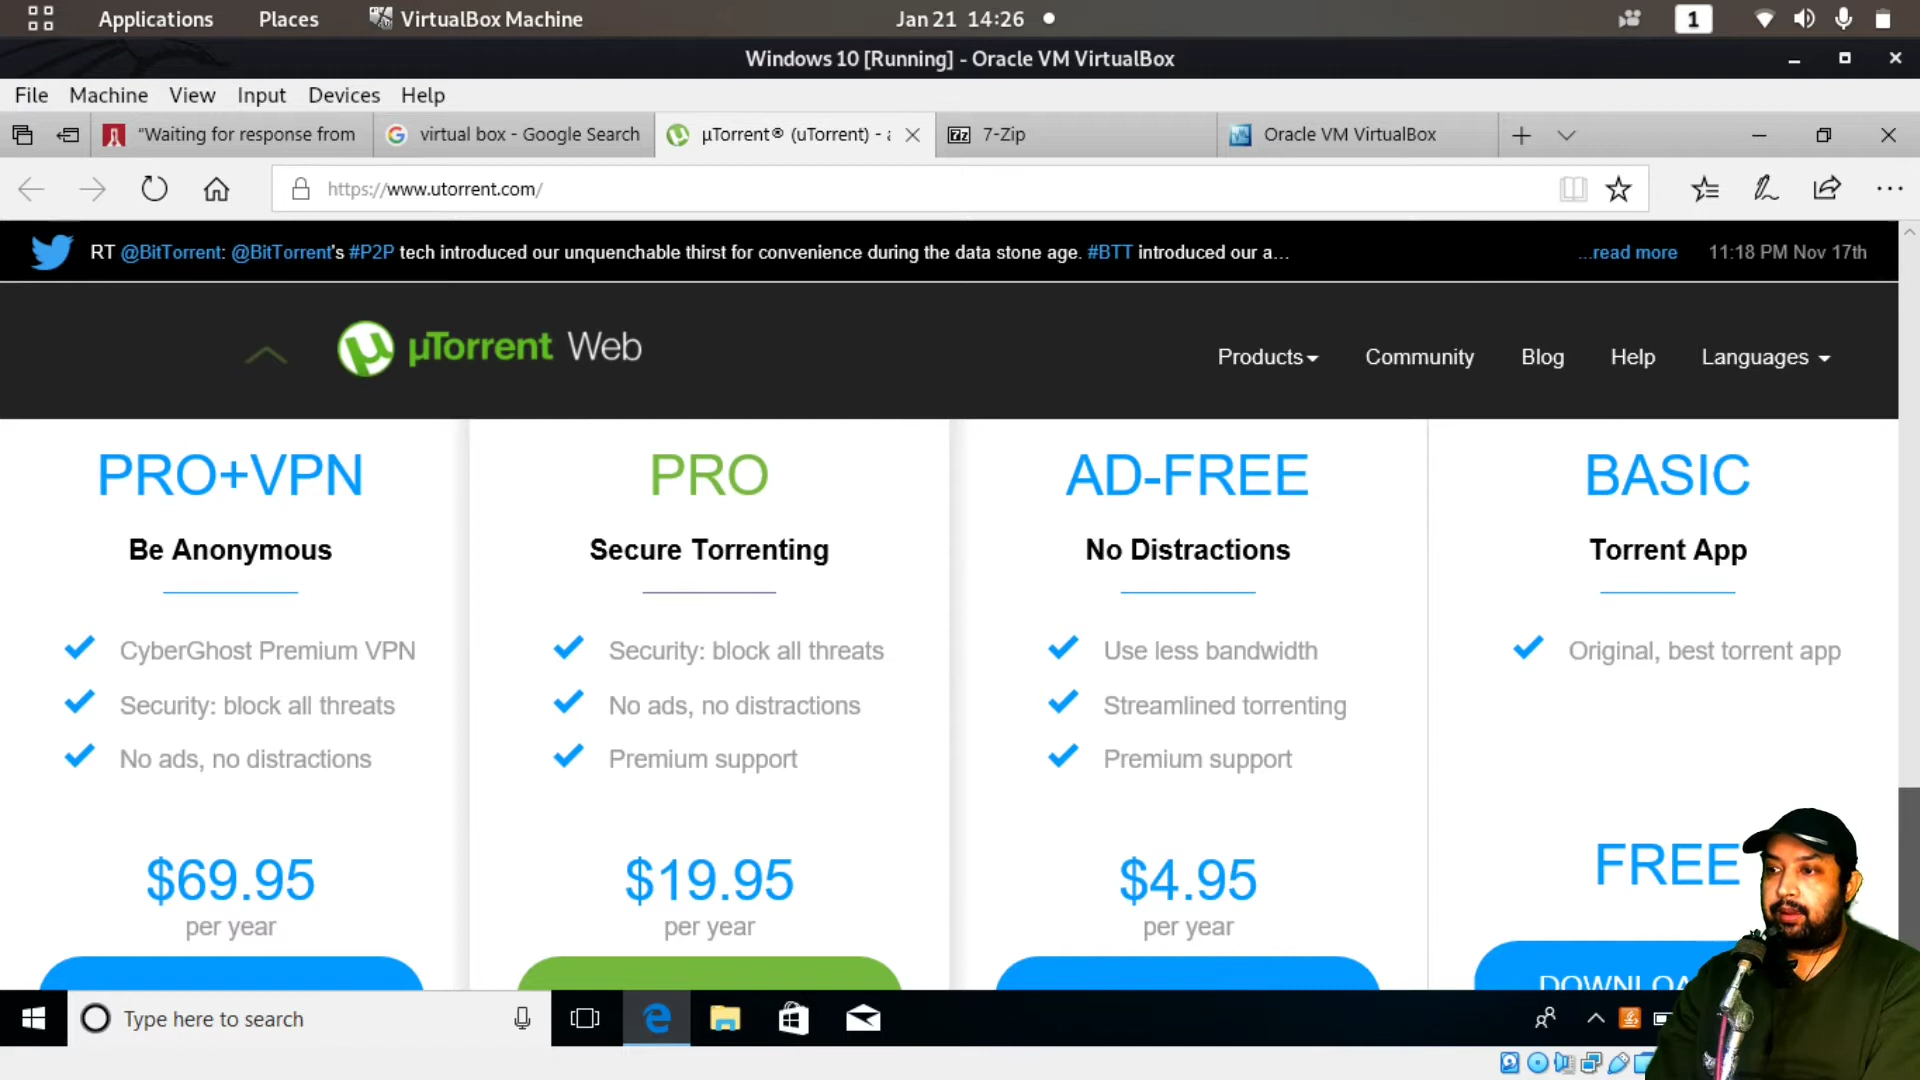 Applications Places VirtualBox Machine Jan 21 14:26 1
Windows 10 [Running] - Oracle VM VirtualBox
File Machine View Input Devices Help
"Waiting for response from
virtual box - Google Search
µTorrent® (uTorrent) -
7-Zip
Oracle VM VirtualBox
https://www.utorrent.com/
RT @BitTorrent: @BitTorrent's #P2P tech introduced our unquenchable thirst for convenience during the data stone age. #BTT introduced our a... ...read more 11:18 PM Nov 17th
µTorrent Web
Products Community Blog Help Languages
PRO+VPN
Be Anonymous
CyberGhost Premium VPN
Security: block all threats
No ads, no distractions
$69.95
per year
PRO
Secure Torrenting
Security: block all threats
No ads, no distractions
Premium support
$19.95
per year
AD-FREE
No Distractions
Use less bandwidth
Streamlined torrenting
Premium support
$4.95
per year
BASIC
Torrent App
Original, best torrent app
FREE
Type here to search